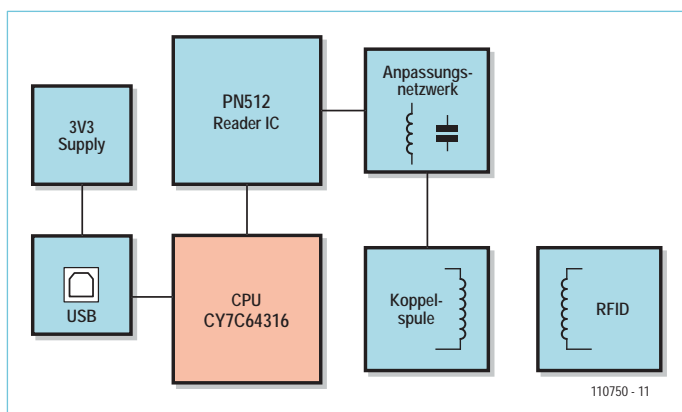 3V3
Supply
PN512
Reader IC
Anpassungs-
netzwerk
USB
CPU
CY7C64316
Koppel-
spule
RFID
110750 - 11